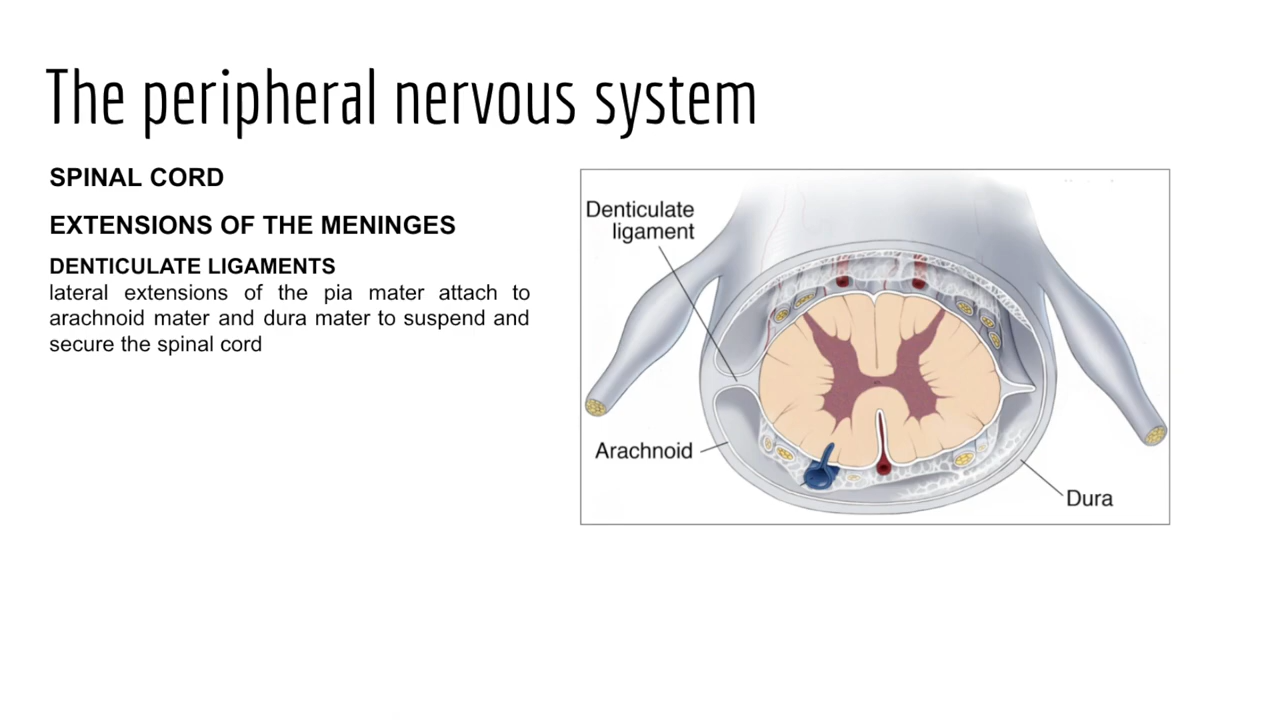 The peripheral nervous system
SPINAL CORD
EXTENSIONS OF THE MENINGES
DENTICULATE LIGAMENTS
lateral extensions of the pia mater attach to
arachnoid mater and dura mater to suspend and
secure the spinal cord
Denticulate
ligament
Arachnoid
Dura